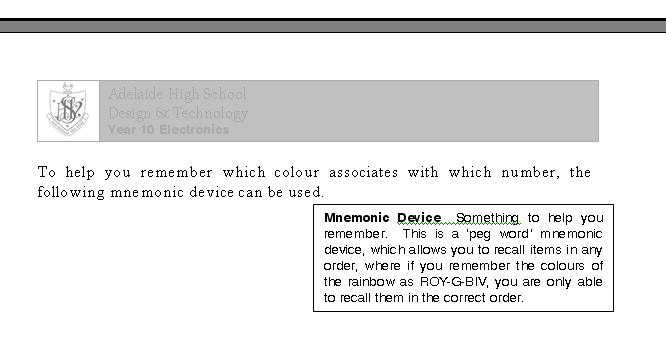 Adelaide High School
Design & Technology
Year 10 Electronics
To help you remember which colour associates with which number, the
following mnemonic device can be used.
Mnemonic Device Something to help you
remember. This is a 'peg word' mnemonic
device, which allows you to recall items in any
order, where if you remember the colours of
the rainbow as ROY-G-BIV, you are only able
to recall them in the correct order.